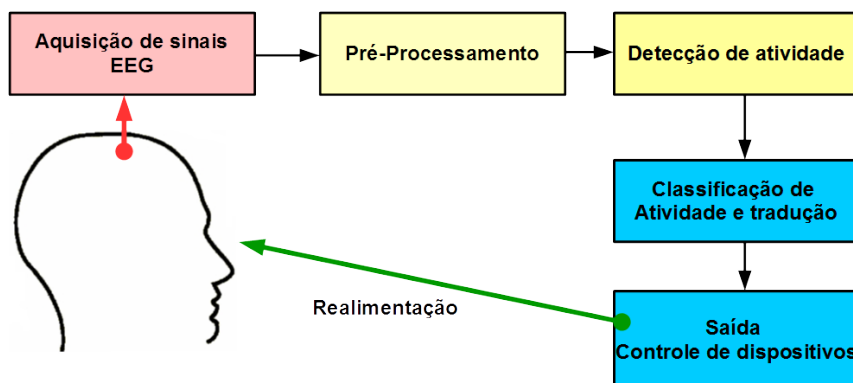 Aquisição de sinais
EEG
Pré-Processamento
Detecção de atividade
Classificação de
Atividade e tradução
Realimentação
Saída
Controle de dispositivos